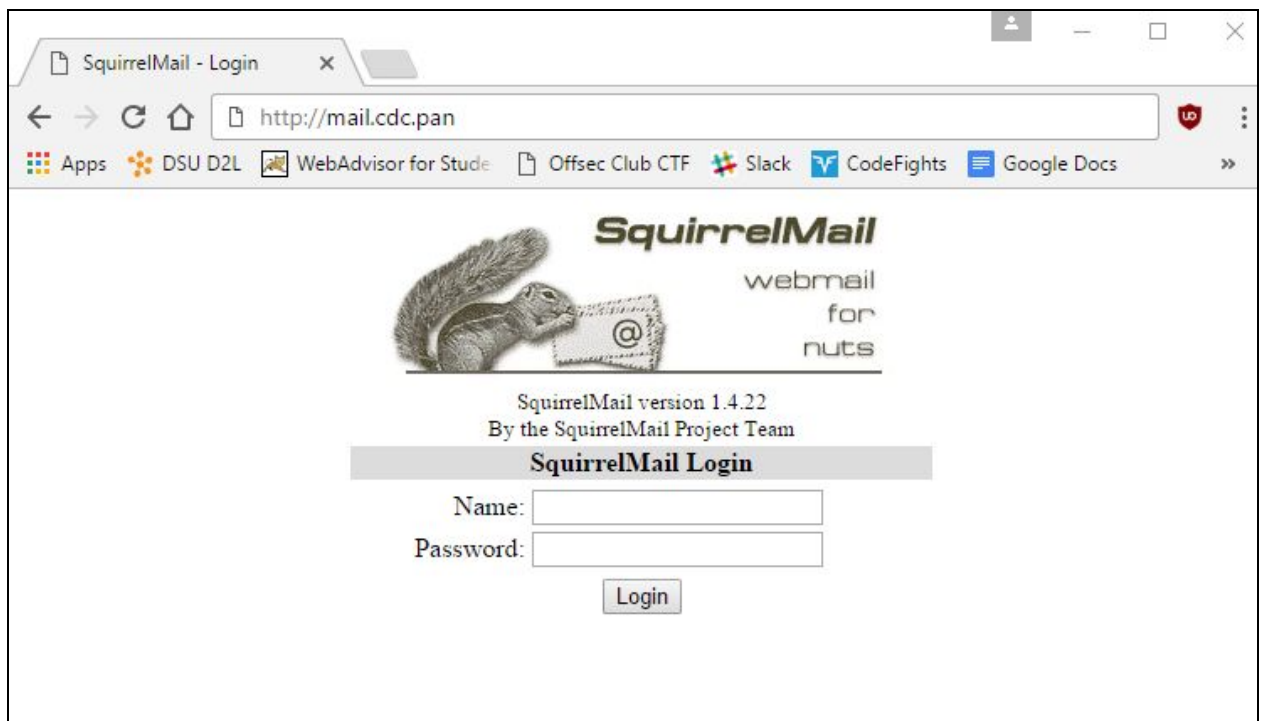 SquirrelMail - Login
http://mail.cdc.pan
Apps DSU D2L WebAdvisor for Stude Offsec Club CTF Slack CodeFights Google Docs »
SquirrelMail
webmail
for
nuts
@
SquirrelMail version 1.4.22
By the SquirrelMail Project Team
SquirrelMail Login
Name:
Password:
Login